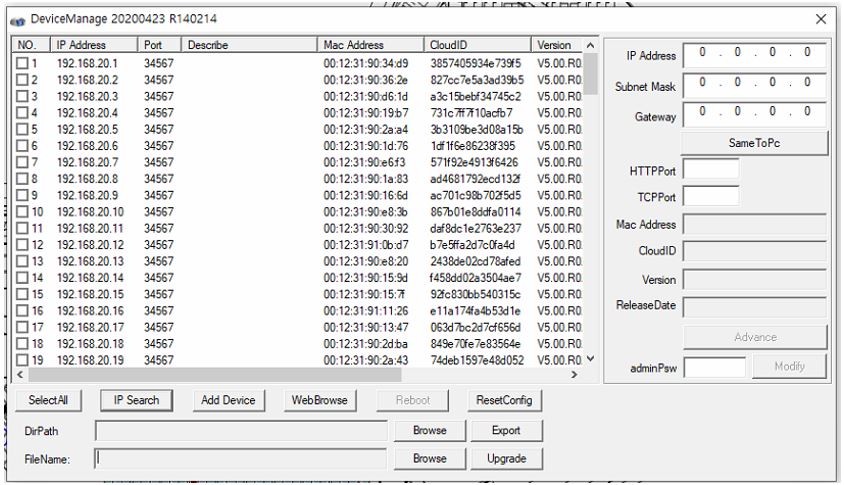 DeviceManage 20200423 R140214
NO. IP Address Port Describe Mac Address CloudID Version
1 192.168.20.1 34567 00:12:31:90:34:d9 3857405934e739f5 V5.00.R0
2 192.168.20.2 34567 00:12:31:90:36:2e 827cc7e5a3ad39b5 V5.00.R0
3 192.168.20.3 34567 00:12:31:90:d6:1d a3c15bebf34745c2 V5.00.R0
4 192.168.20.4 34567 00:12:31:90:19:b7 731c7ff7f10acfb7 V5.00.R0
5 192.168.20.5 34567 00:12:31:90:2a:a4 3b3109be3d08a15b V5.00.R0
6 192.168.20.6 34567 00:12:31:90:1d:76 1df1f6e86238f395 V5.00.R0
7 192.168.20.7 34567 00:12:31:90:e6:f3 571f92e4913f6426 V5.00.R0
8 192.168.20.8 34567 00:12:31:90:1a:83 ad4681792ecd132f V5.00.R0
9 192.168.20.9 34567 00:12:31:90:16:6d ac701c98b702f5d5 V5.00.R0
10 192.168.20.10 34567 00:12:31:90:e8:3b 867b01e8ddfa0114 V5.00.R0
11 192.168.20.11 34567 00:12:31:90:30:92 daf8dc1e2763e237 V5.00.R0
12 192.168.20.12 34567 00:12:31:91:0b:d7 b7e5ffa2d7c0fa4d V5.00.R0
13 192.168.20.13 34567 00:12:31:90:e8:20 2438de02cd78afed V5.00.R0
14 192.168.20.14 34567 00:12:31:90:15:9d f458dd02a3504ae7 V5.00.R0
15 192.168.20.15 34567 00:12:31:90:15:7f 92fc830bb540315c V5.00.R0
16 192.168.20.16 34567 00:12:31:91:11:26 e11a174fa4b53d1e V5.00.R0
17 192.168.20.17 34567 00:12:31:90:13:47 063d7bc2d7cf656d V5.00.R0
18 192.168.20.18 34567 00:12:31:90:2d:ba 849e70fe7e83564e V5.00.R0
19 192.168.20.19 34567 00:12:31:90:2a:43 74deb1597e48d052 V5.00.R0
IP Address 0 . 0 . 0 . 0
Subnet Mask 0 . 0 . 0 . 0
Gateway 0 . 0 . 0 . 0
SameToPc
HTTPPort
TCPPort
Mac Address
CloudID
Version
ReleaseDate
Advance
adminPsw Modify
SelectAll IP Search Add Device WebBrowse Reboot ResetConfig
DirPath Browse Export
FileName: Browse Upgrade